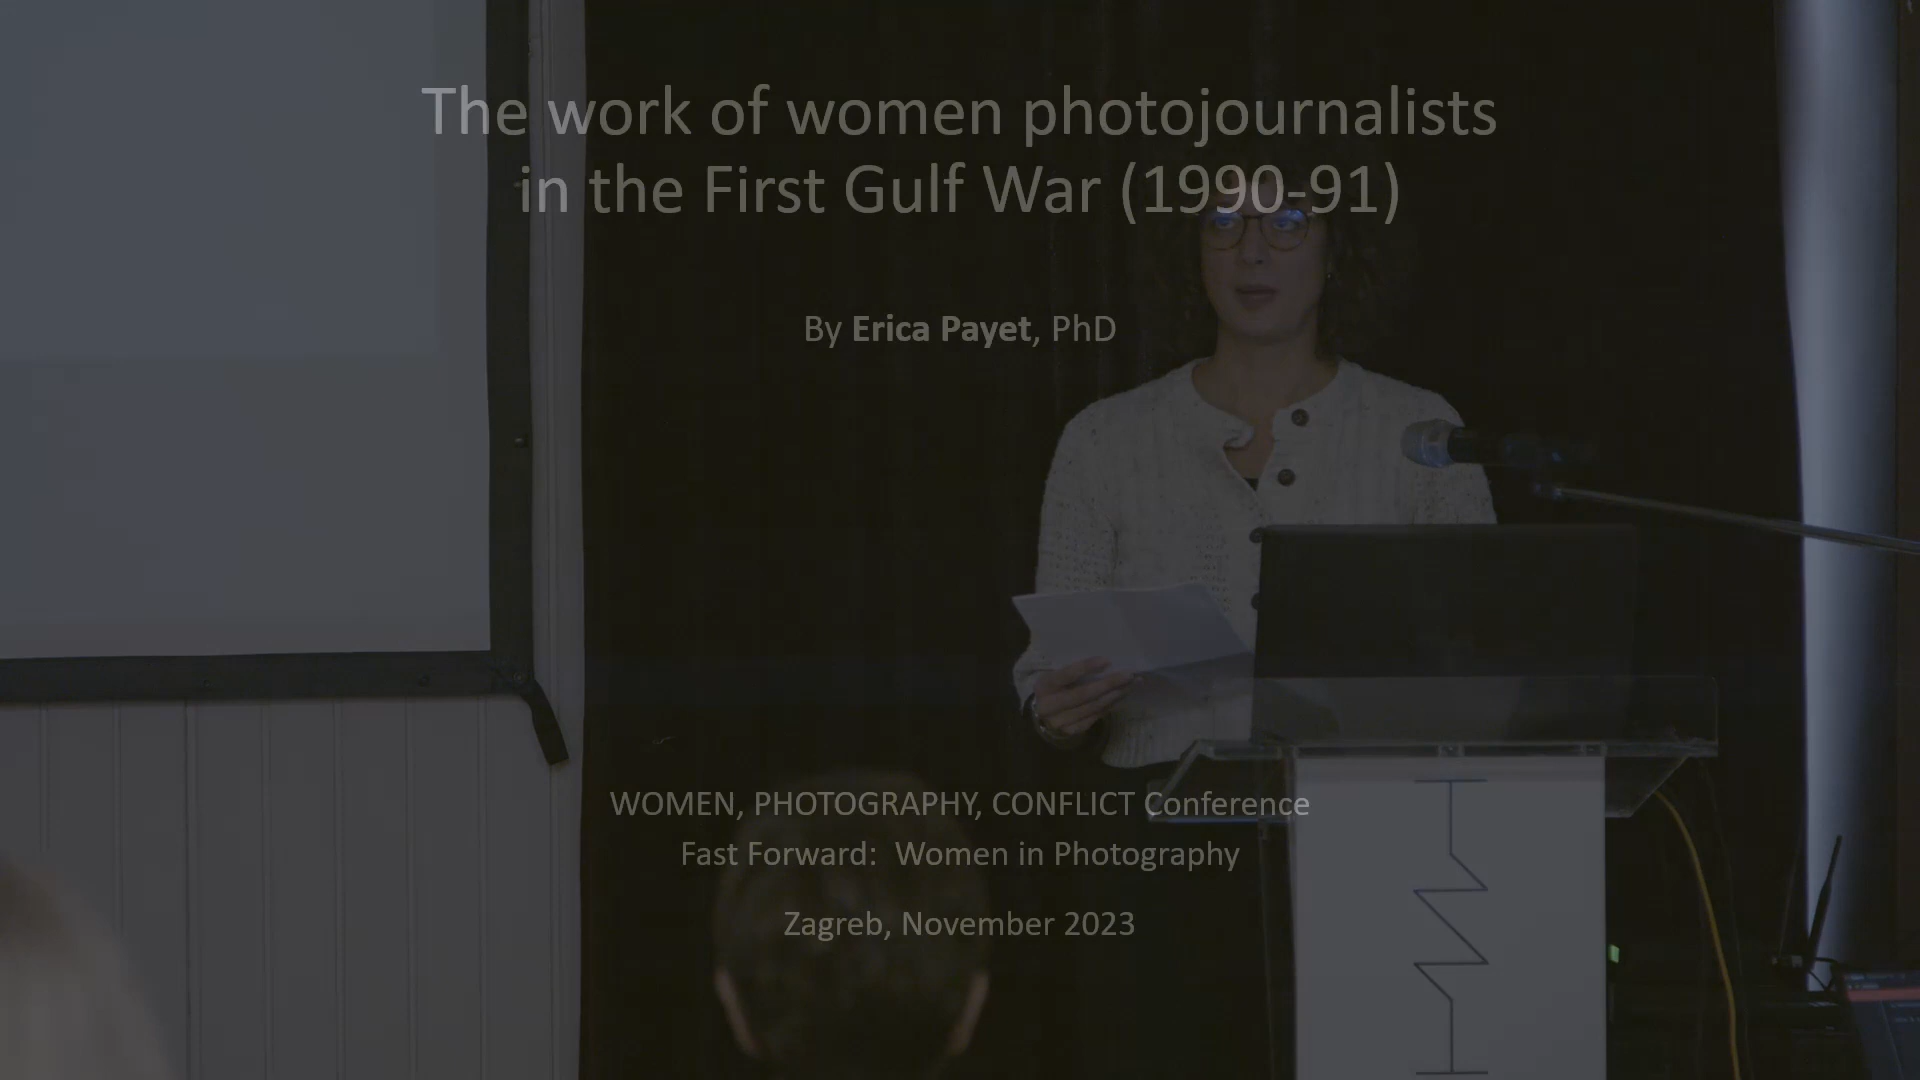 The work of women photojournalists
in the First Gulf War (1990-91)
By Erica Payet, PhD
WOMEN, PHOTOGRAPHY, CONFLICT Conference
Fast Forward:  Women in Photography
Zagreb, November 2023